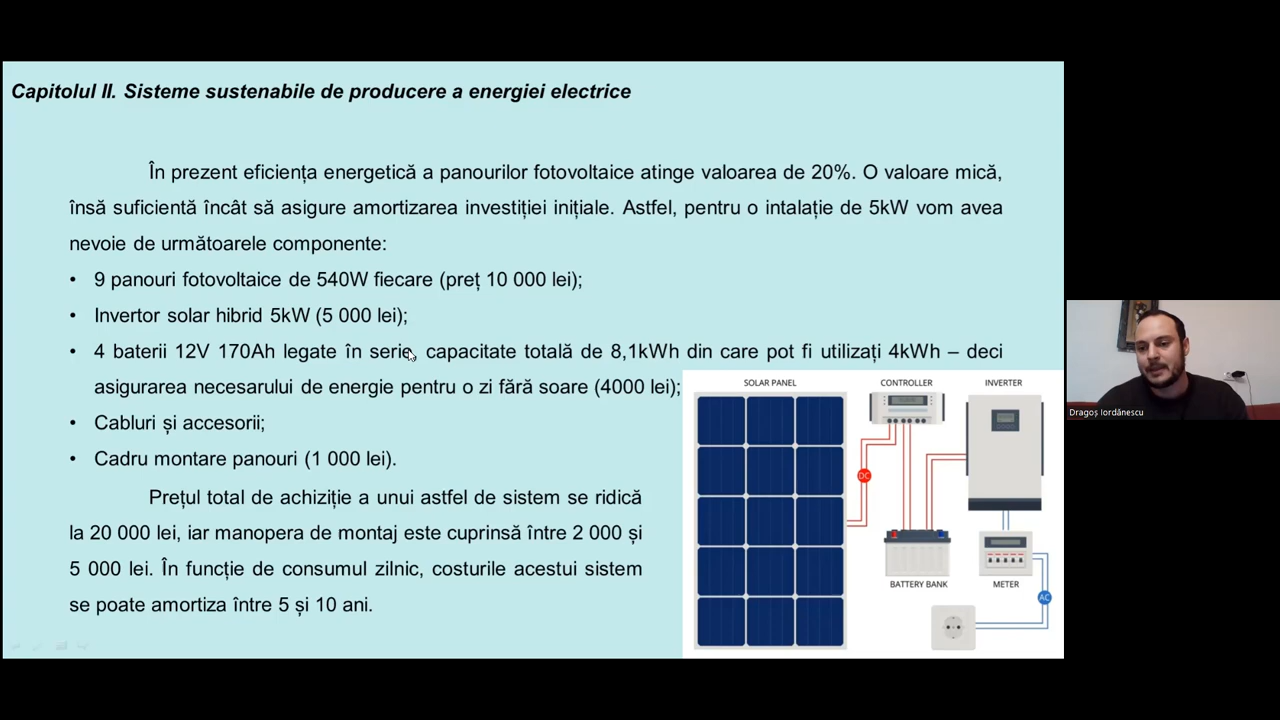 Capitolul II. Sisteme sustenabile de producere a energiei electrice
În prezent eficiența energetică a panourilor fotovoltaice atinge valoarea de 20%. O valoare mică,
însă suficientă încât să asigure amortizarea investiției inițiale. Astfel, pentru o intalație de 5kW vom avea
nevoie de următoarele componente:
• 9 panouri fotovoltaice de 540W fiecare (preț 10 000 lei);
• Invertor solar hibrid 5kW (5 000 lei);
• 4 baterii 12V 170Ah legate în serie, capacitate totală de 8,1kWh din care pot fi utilizați 4kWh – deci
asigurarea necesarului de energie pentru o zi fără soare (4000 lei);
• Cabluri și accesorii;
• Cadru montare panouri (1 000 lei).
Prețul total de achiziție a unui astfel de sistem se ridică
la 20 000 lei, iar manopera de montaj este cuprinsă între 2 000 și
5 000 lei. În funcție de consumul zilnic, costurile acestui sistem
se poate amortiza între 5 și 10 ani.
SOLAR PANEL
CONTROLLER
INVERTER
DC
BATTERY BANK
METER
AC
Dragoș Iordănescu